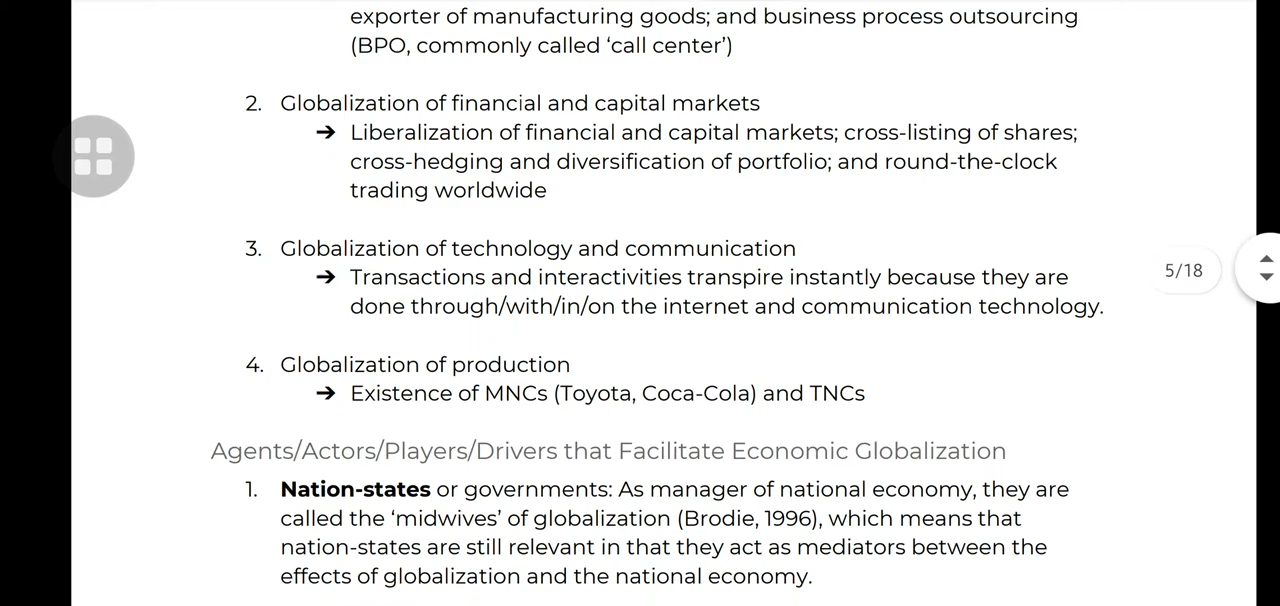 exporter of manufacturing goods; and business process outsourcing
(BPO, commonly called ‘call center’)
2. Globalization of financial and capital markets
➔ Liberalization of financial and capital markets; cross-listing of shares;
cross-hedging and diversification of portfolio; and round-the-clock
trading worldwide
3. Globalization of technology and communication
➔ Transactions and interactivities transpire instantly because they are
done through/with/in/on the internet and communication technology.
5/18
4. Globalization of production
➔ Existence of MNCs (Toyota, Coca-Cola) and TNCs
Agents/Actors/Players/Drivers that Facilitate Economic Globalization
1. Nation-states or governments: As manager of national economy, they are
called the ‘midwives’ of globalization (Brodie, 1996), which means that
nation-states are still relevant in that they act as mediators between the
effects of globalization and the national economy.